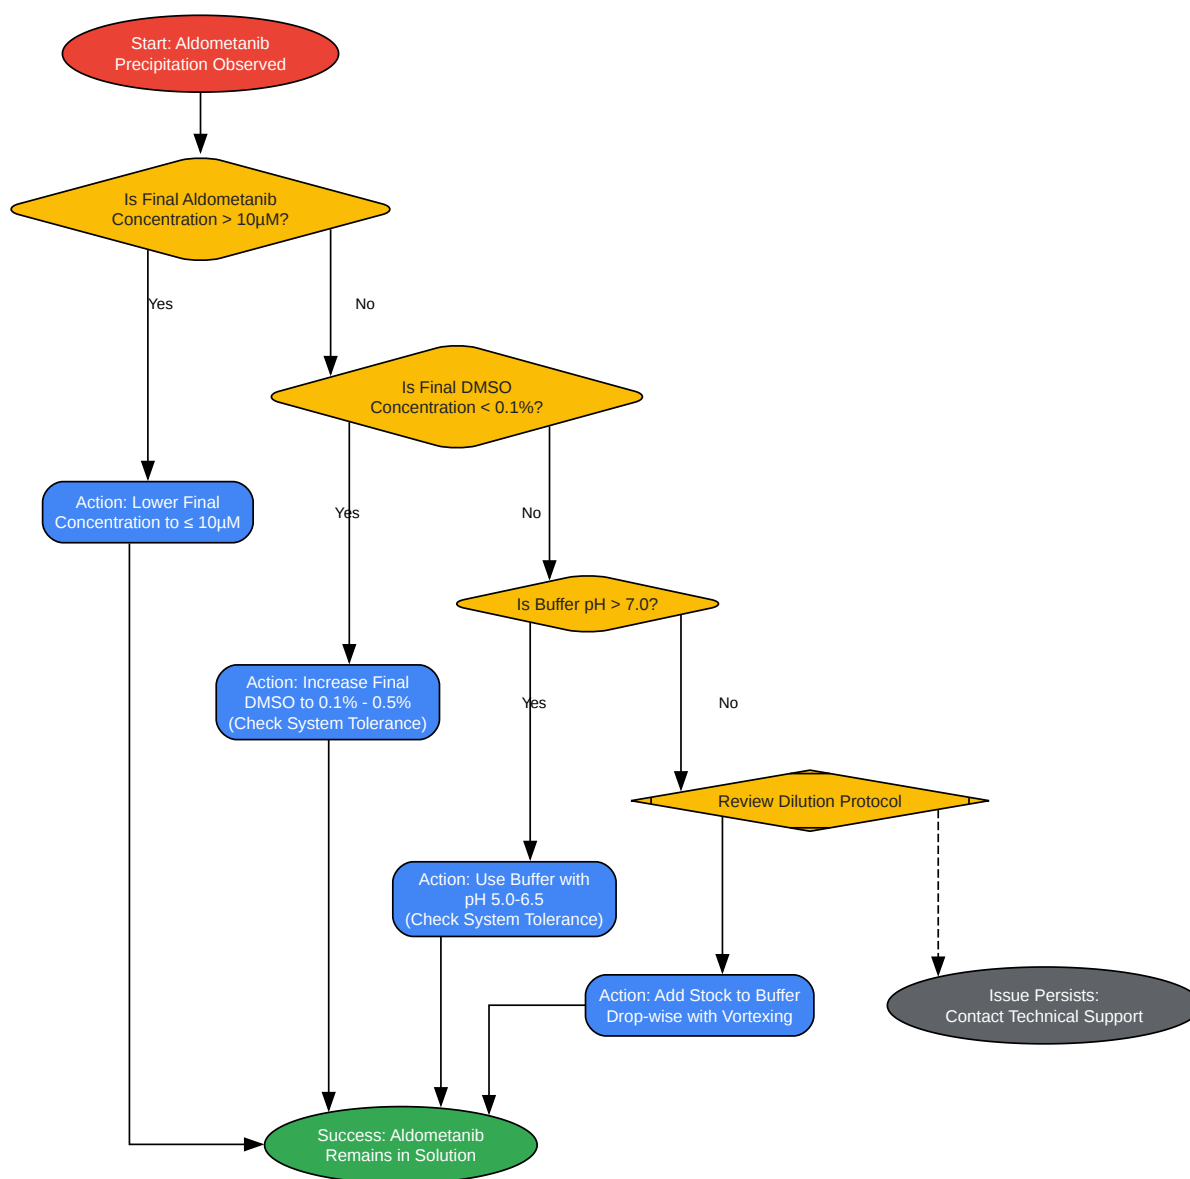 Start: Aldometanib
Precipitation Observed
Is Final Aldometanib
Concentration > 10µM?
Yes
No
Is Final DMSO
Concentration < 0.1%?
Action: Lower Final
Concentration to ≤ 10µM
Yes
No
Is Buffer pH > 7.0?
Action: Increase Final
DMSO to 0.1% - 0.5%
(Check System Tolerance)
Yes
No
Review Dilution Protocol
Action: Use Buffer with
pH 5.0-6.5
(Check System Tolerance)
Action: Add Stock to Buffer
Drop-wise with Vortexing
Issue Persists:
Contact Technical Support
Success: Aldometanib
Remains in Solution